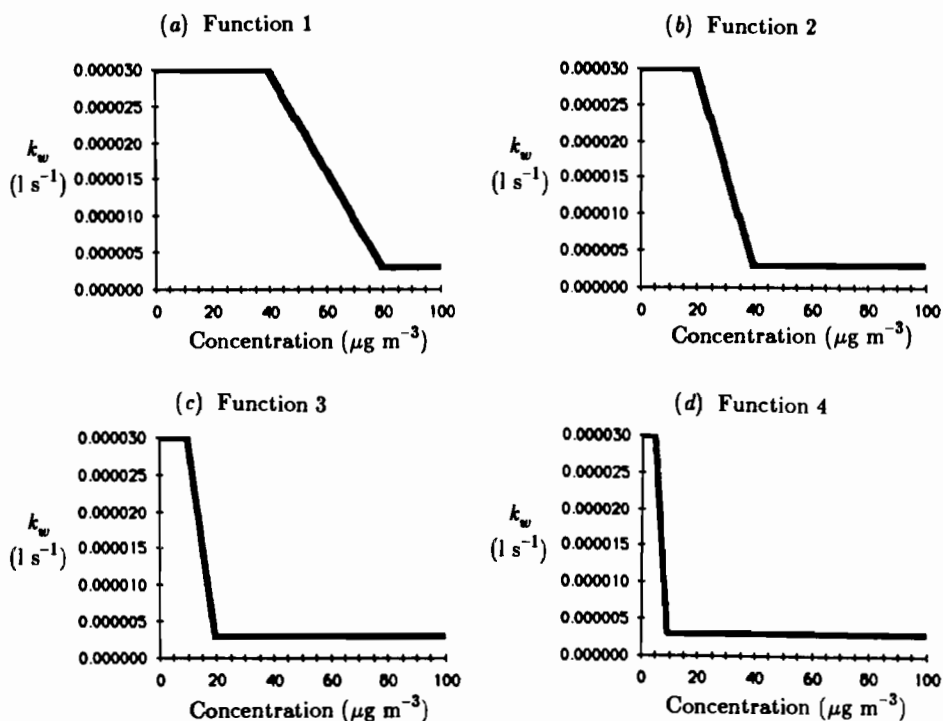 (a) Function 1
0.000030
0.000025
0.000020
0.000015
0.000010
0.000005
0.000000
k_w
(l s⁻¹)
0 20 40 60 80 100
Concentration (μg m⁻³)
(b) Function 2
0.000030
0.000025
0.000020
0.000015
0.000010
0.000005
0.000000
k_w
(l s⁻¹)
0 20 40 60 80 100
Concentration (μg m⁻³)
(c) Function 3
0.000030
0.000025
0.000020
0.000015
0.000010
0.000005
0.000000
k_w
(l s⁻¹)
0 20 40 60 80 100
Concentration (μg m⁻³)
(d) Function 4
0.000030
0.000025
0.000020
0.000015
0.000010
0.000005
0.000000
k_w
(l s⁻¹)
0 20 40 60 80 100
Concentration (μg m⁻³)